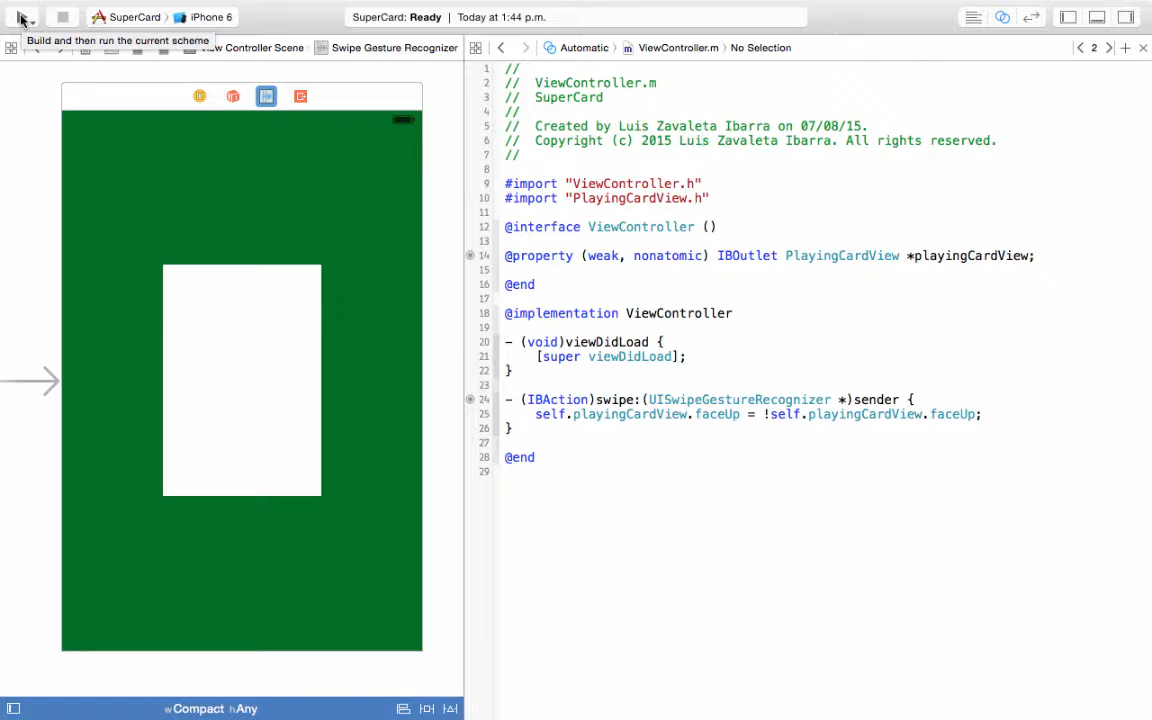 SuperCard iPhone 6 SuperCard: Ready | Today at 1:44 p.m.
Build and then run the current scheme
View Controller Scene Swipe Gesture Recognizer Automatic ViewController.m No Selection 2
1 //
2 //  ViewController.m
3 //  SuperCard
4 //
5 //  Created by Luis Zavaleta Ibarra on 07/08/15.
6 //  Copyright (c) 2015 Luis Zavaleta Ibarra. All rights reserved.
7 //
8
9 #import "ViewController.h"
10 #import "PlayingCardView.h"
11
12 @interface ViewController ()
13
14 @property (weak, nonatomic) IBOutlet PlayingCardView *playingCardView;
15
16 @end
17
18 @implementation ViewController
19
20 - (void)viewDidLoad {
21     [super viewDidLoad];
22 }
23
24 - (IBAction)swipe:(UISwipeGestureRecognizer *)sender {
25     self.playingCardView.faceUp = !self.playingCardView.faceUp;
26 }
27
28 @end
29
wCompact hAny